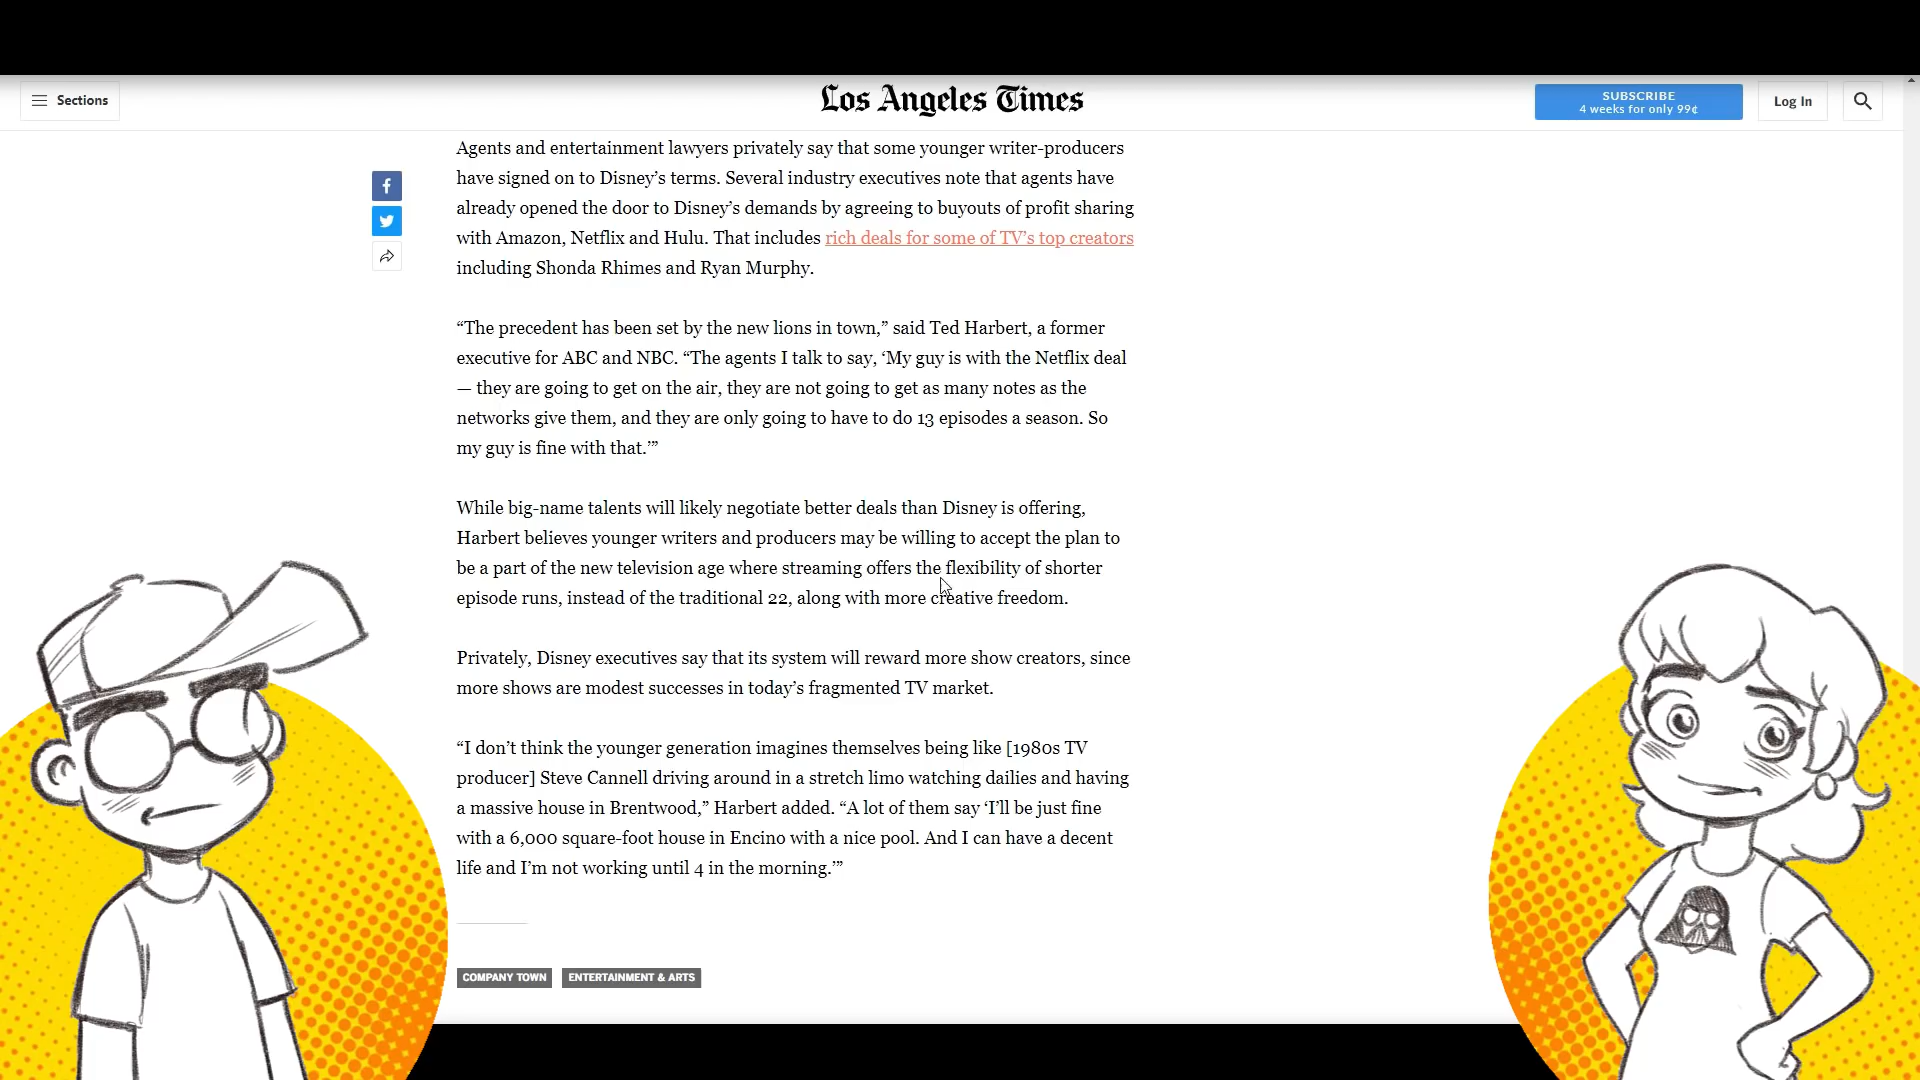 Sections
Los Angeles Times
SUBSCRIBE
4 weeks for only 99¢
Log In
Agents and entertainment lawyers privately say that some younger writer-producers
have signed on to Disney’s terms. Several industry executives note that agents have
already opened the door to Disney’s demands by agreeing to buyouts of profit sharing
with Amazon, Netflix and Hulu. That includes rich deals for some of TV’s top creators
including Shonda Rhimes and Ryan Murphy.
“The precedent has been set by the new lions in town,” said Ted Harbert, a former
executive for ABC and NBC. “The agents I talk to say, ‘My guy is with the Netflix deal
— they are going to get on the air, they are not going to get as many notes as the
networks give them, and they are only going to have to do 13 episodes a season. So
my guy is fine with that.’”
While big-name talents will likely negotiate better deals than Disney is offering,
Harbert believes younger writers and producers may be willing to accept the plan to
be a part of the new television age where streaming offers the flexibility of shorter
episode runs, instead of the traditional 22, along with more creative freedom.
Privately, Disney executives say that its system will reward more show creators, since
more shows are modest successes in today’s fragmented TV market.
“I don’t think the younger generation imagines themselves being like [1980s TV
producer] Steve Cannell driving around in a stretch limo watching dailies and having
a massive house in Brentwood,” Harbert added. “A lot of them say ‘I’ll be just fine
with a 6,000 square-foot house in Encino with a nice pool. And I can have a decent
life and I’m not working until 4 in the morning.’”
COMPANY TOWN
ENTERTAINMENT & ARTS